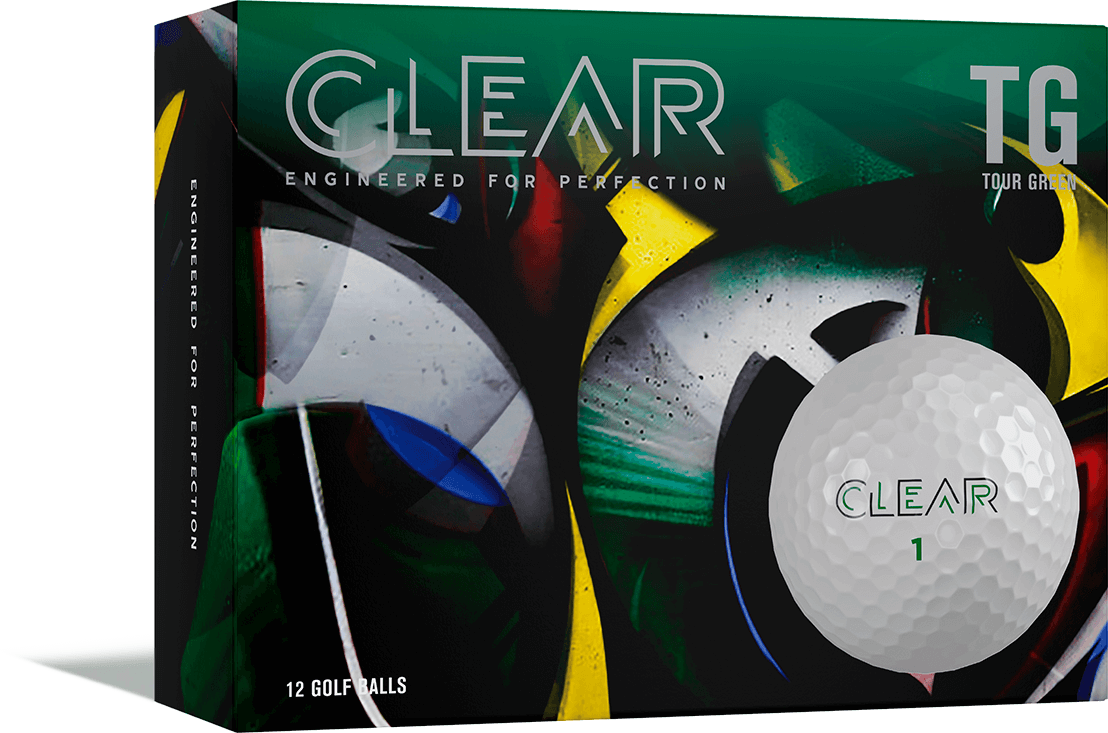 CLEAR
ENGINEERED FOR PERFECTION
TG
TOUR GREEN
ENGINEERED FOR PERFECTION
CLEAR
1
12 GOLF BALLS